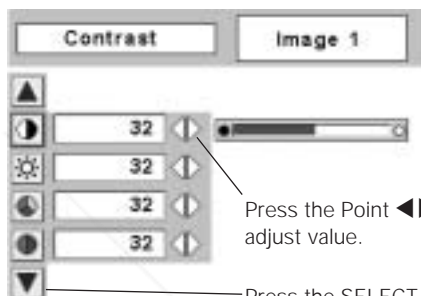 Contrast
Image 1
32
32
32
32
Press the Point ◀
adjust value.
Press the SELECT